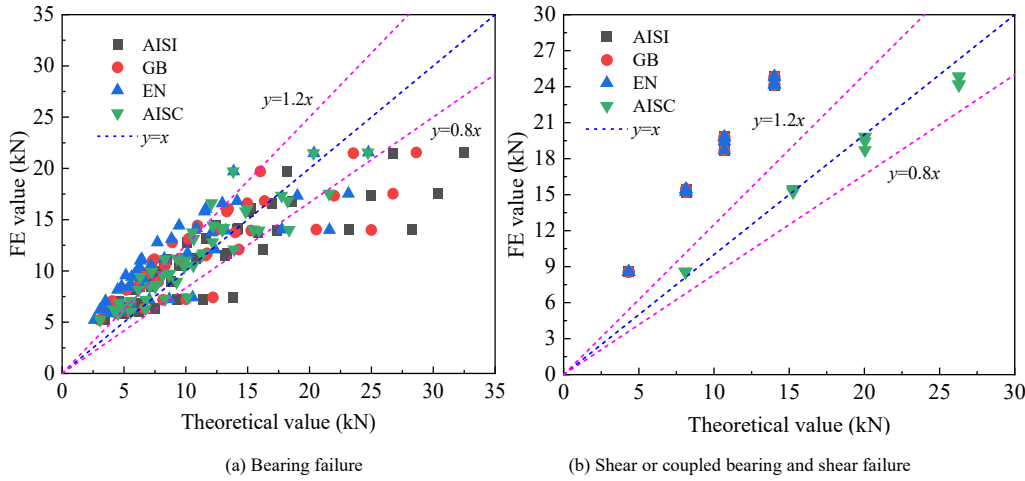 35
30
25
20
15
10
5
0
FE value (kN)
AISI
GB
EN
AISC
y=x
y=1.2x
y=0.8x
0 5 10 15 20 25 30 35
Theoretical value (kN)
(a) Bearing failure
30
27
24
21
18
15
12
9
6
3
0
FE value (kN)
AISI
GB
EN
AISC
y=x
y=1.2x
y=0.8x
0 5 10 15 20 25 30
Theoretical value (kN)
(b) Shear or coupled bearing and shear failure